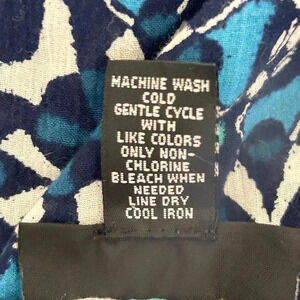 MACHINE WASH
COLD
GENTLE CYCLE
WITH
LIKE COLORS
ONLY NON-
CHLORINE
BLEACH WHEN
NEEDED
LINE DRY
COOL IRON